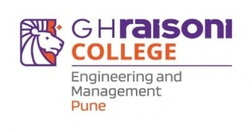 GHraisoni
COLLEGE
Engineering and
Management
Pune